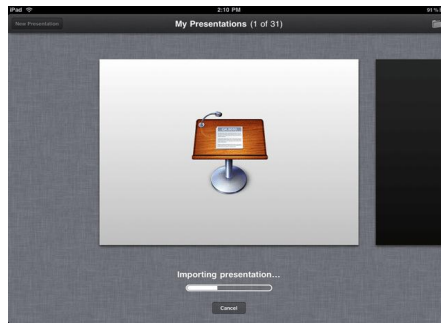 iPad 2:10 PM 91 %
New Presentation My Presentations (1 of 31)
Importing presentation...
Cancel